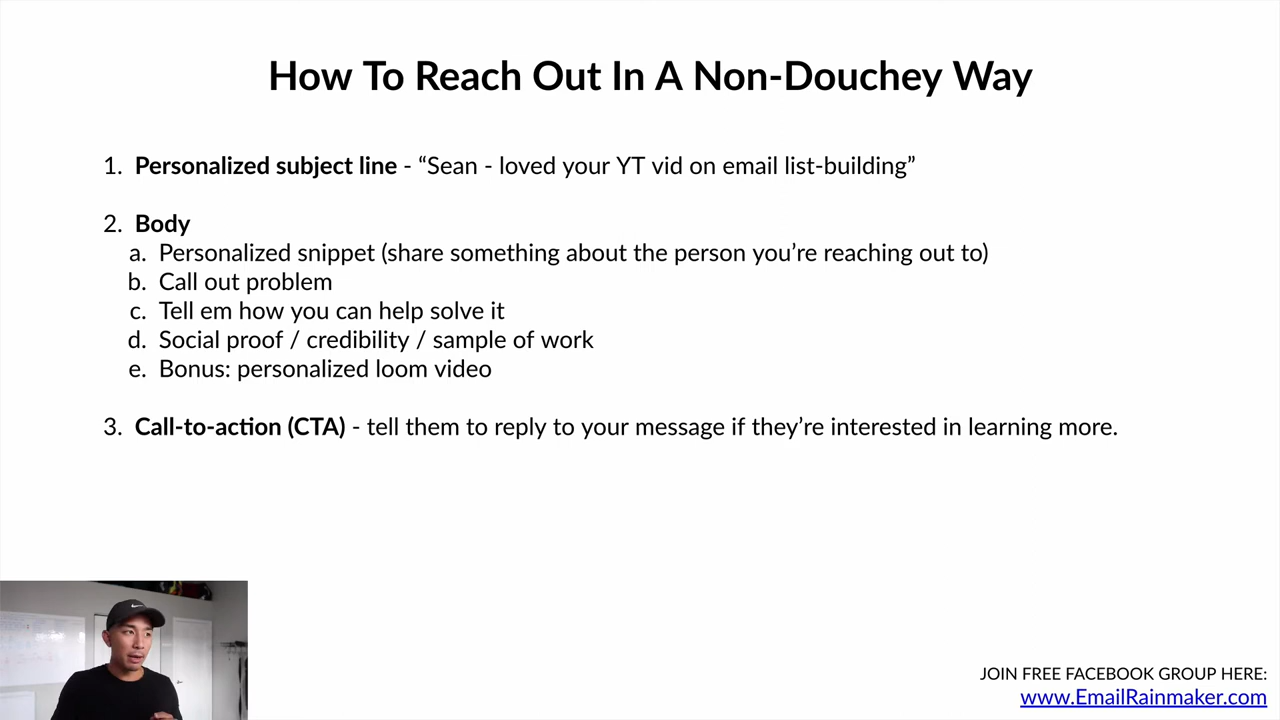 How To Reach Out In A Non-Douchey Way
1. Personalized subject line - “Sean - loved your YT vid on email list-building”
2. Body
a. Personalized snippet (share something about the person you’re reaching out to)
b. Call out problem
c. Tell em how you can help solve it
d. Social proof / credibility / sample of work
e. Bonus: personalized loom video
3. Call-to-action (CTA) - tell them to reply to your message if they’re interested in learning more.
JOIN FREE FACEBOOK GROUP HERE:
www.EmailRainmaker.com